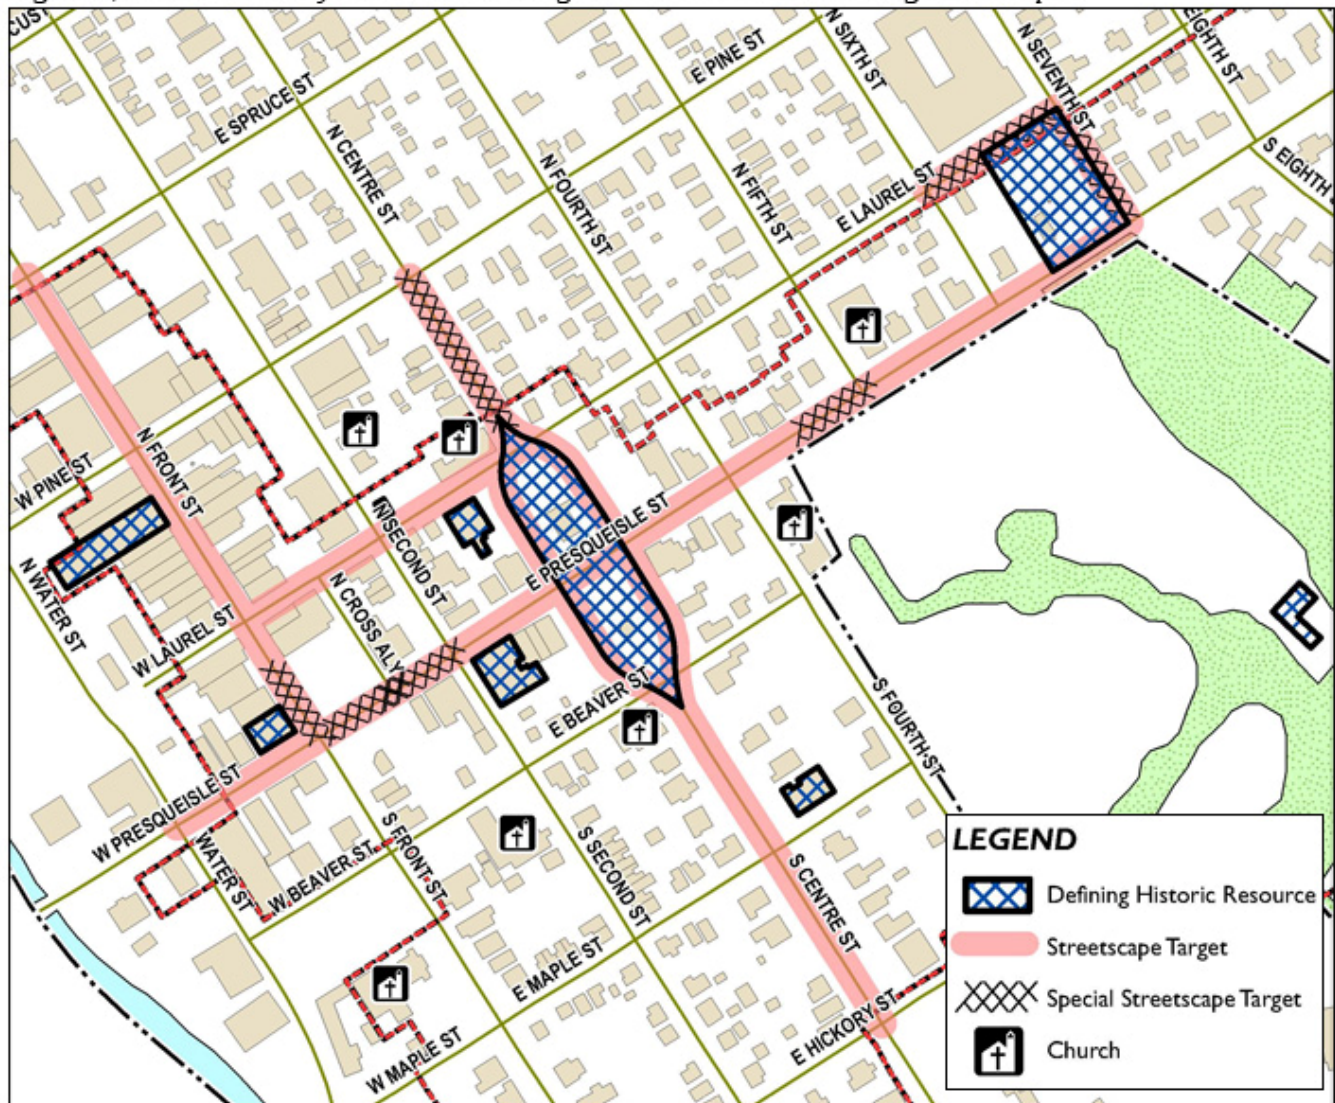 E SPRUCE ST
E PINE ST
N SIXTH ST
N SEVENTH ST
EIGHTH ST
S EIGHTH
N CENTRE ST
N FOURTH ST
N FIFTH ST
E LAUREL ST
W PINE ST
N FRONT ST
N SECOND ST
E PRESQUEISLE ST
N WATER ST
W LAUREL ST
N CROSS ALY
E BEAVER ST
S FOURTH ST
W PRESQUEISLE ST
WATER ST
W BEAVER ST
S FRONT ST
S SECOND ST
S CENTRE ST
E MAPLE ST
W MAPLE ST
E HICKORY ST
LEGEND
Defining Historic Resource
Streetscape Target
Special Streetscape Target
Church